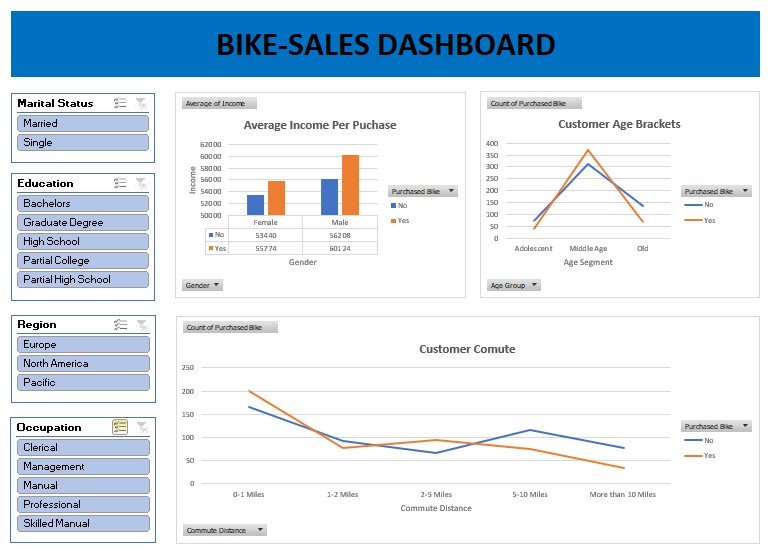 BIKE-SALES DASHBOARD
Marital Status
Married
Single
Education
Bachelors
Graduate Degree
High School
Partial College
Partial High School
Region
Europe
North America
Pacific
Occupation
Clerical
Management
Manual
Professional
Skilled Manual
Average of Income
Average Income Per Puchase
Income
62000
60000
58000
56000
54000
52000
50000
Female Male
No 53440 56208
Yes 55774 60124
Gender
Purchased Bike
No
Yes
Gender
Count of Purchased Bike
Customer Age Brackets
400
350
300
250
200
150
100
50
0
Adolescent Middle Age Old
Age Segment
Purchased Bike
No
Yes
Age Group
Count of Purchased Bike
Customer Comute
250
200
150
100
50
0
0-1 Miles 1-2 Miles 2-5 Miles 5-10 Miles More than 10 Miles
Commute Distance
Purchased Bike
No
Yes
Commute Distance